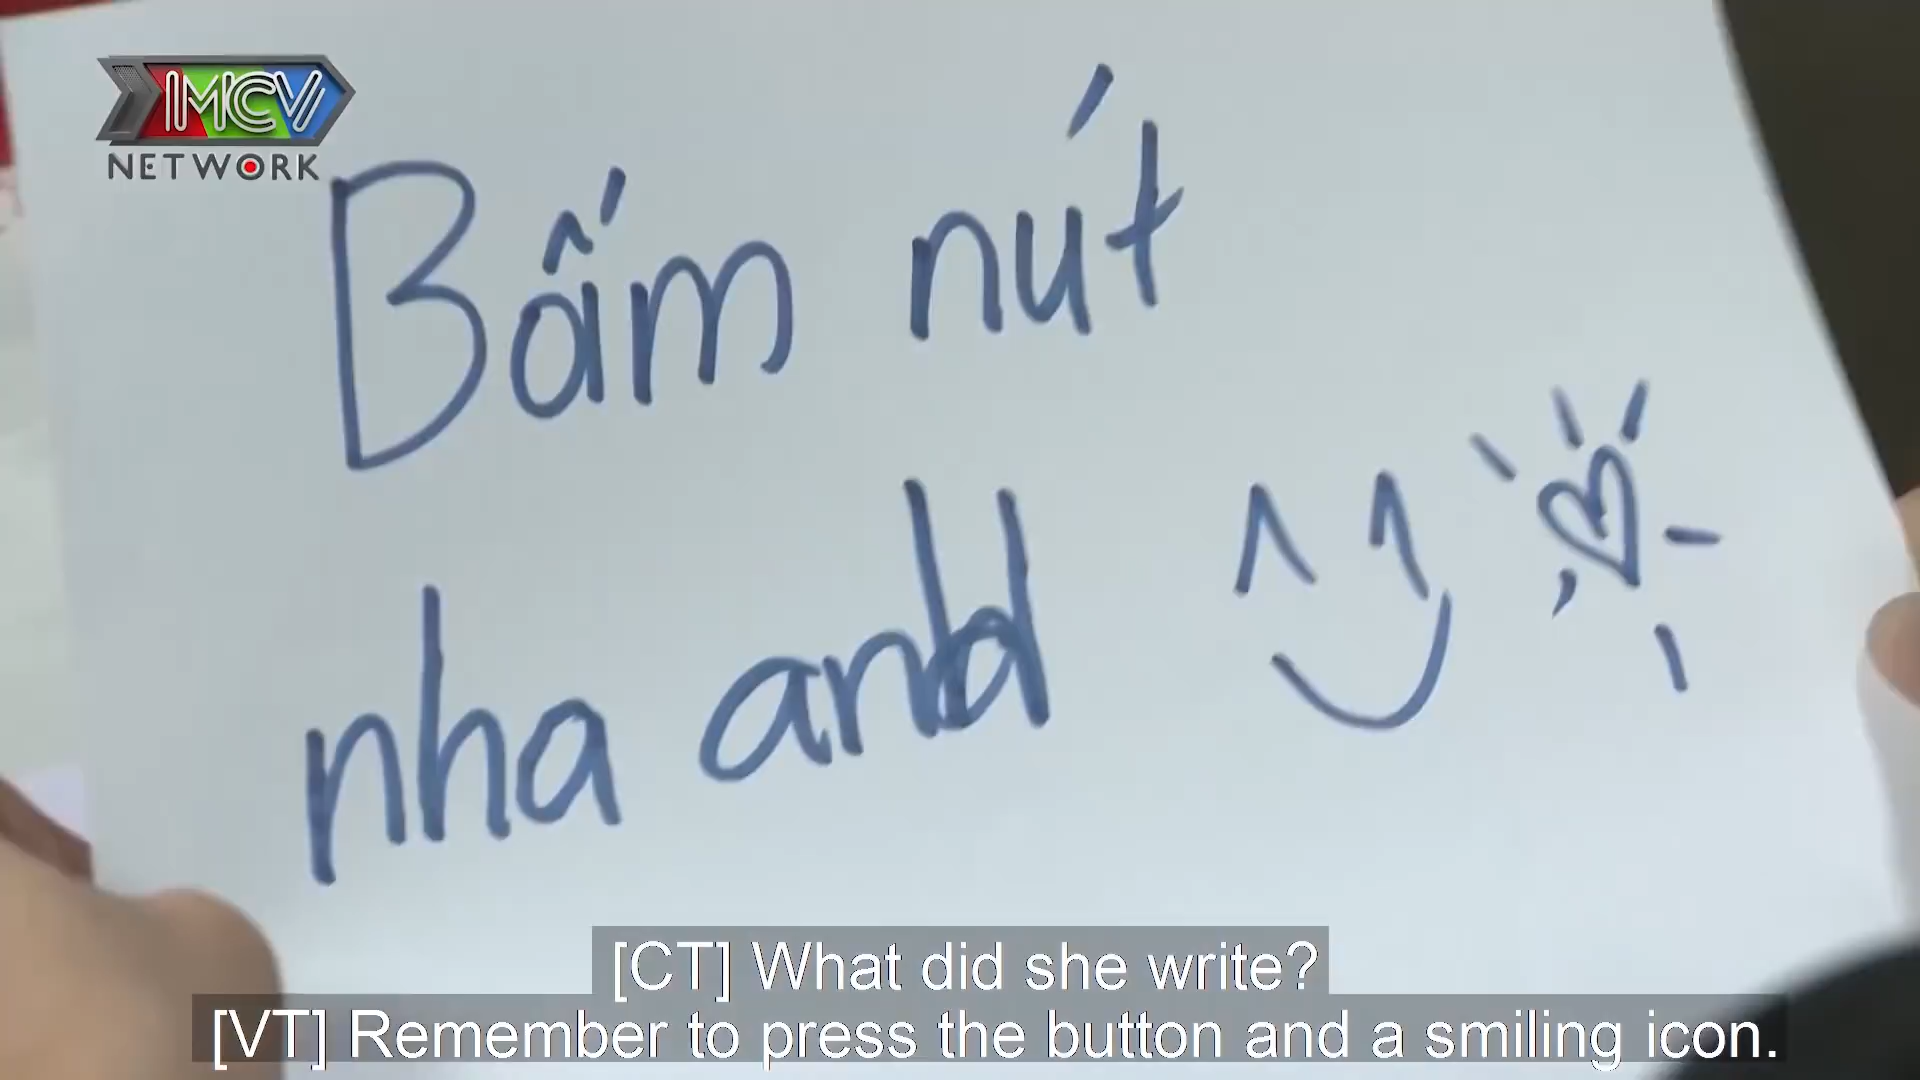 MCV
NETWORK
Bấm nút
nha anh
[CT] What did she write?
[VT] Remember to press the button and a smiling icon.